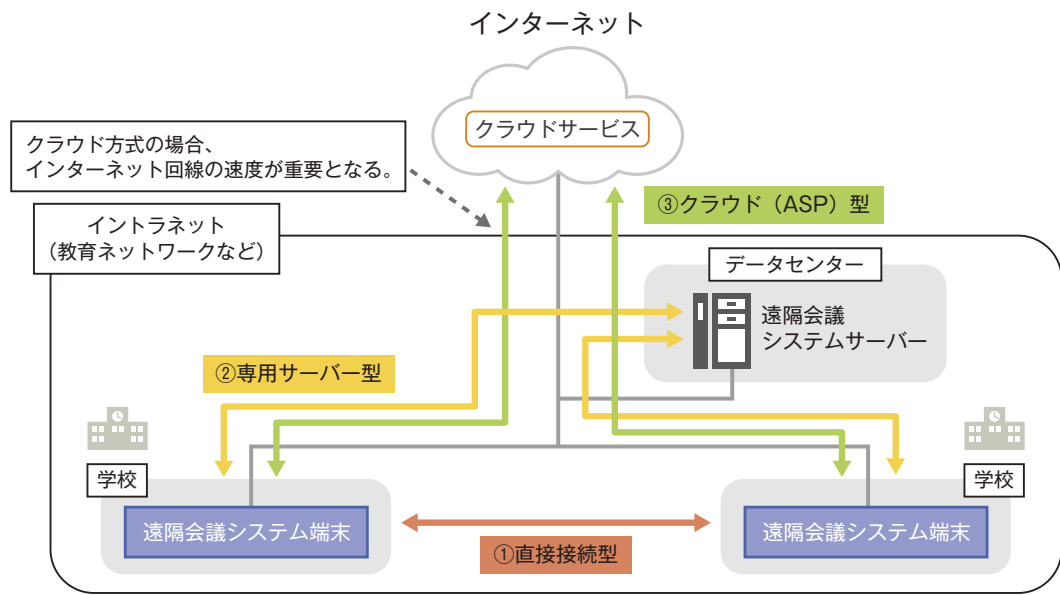 インターネット
クラウドサービス
クラウド方式の場合、
インターネット回線の速度が重要となる。
③クラウド（ASP）型
イントラネット
（教育ネットワークなど）
データセンター
遠隔会議
システムサーバー
②専用サーバー型
学校
学校
遠隔会議システム端末
遠隔会議システム端末
①直接接続型